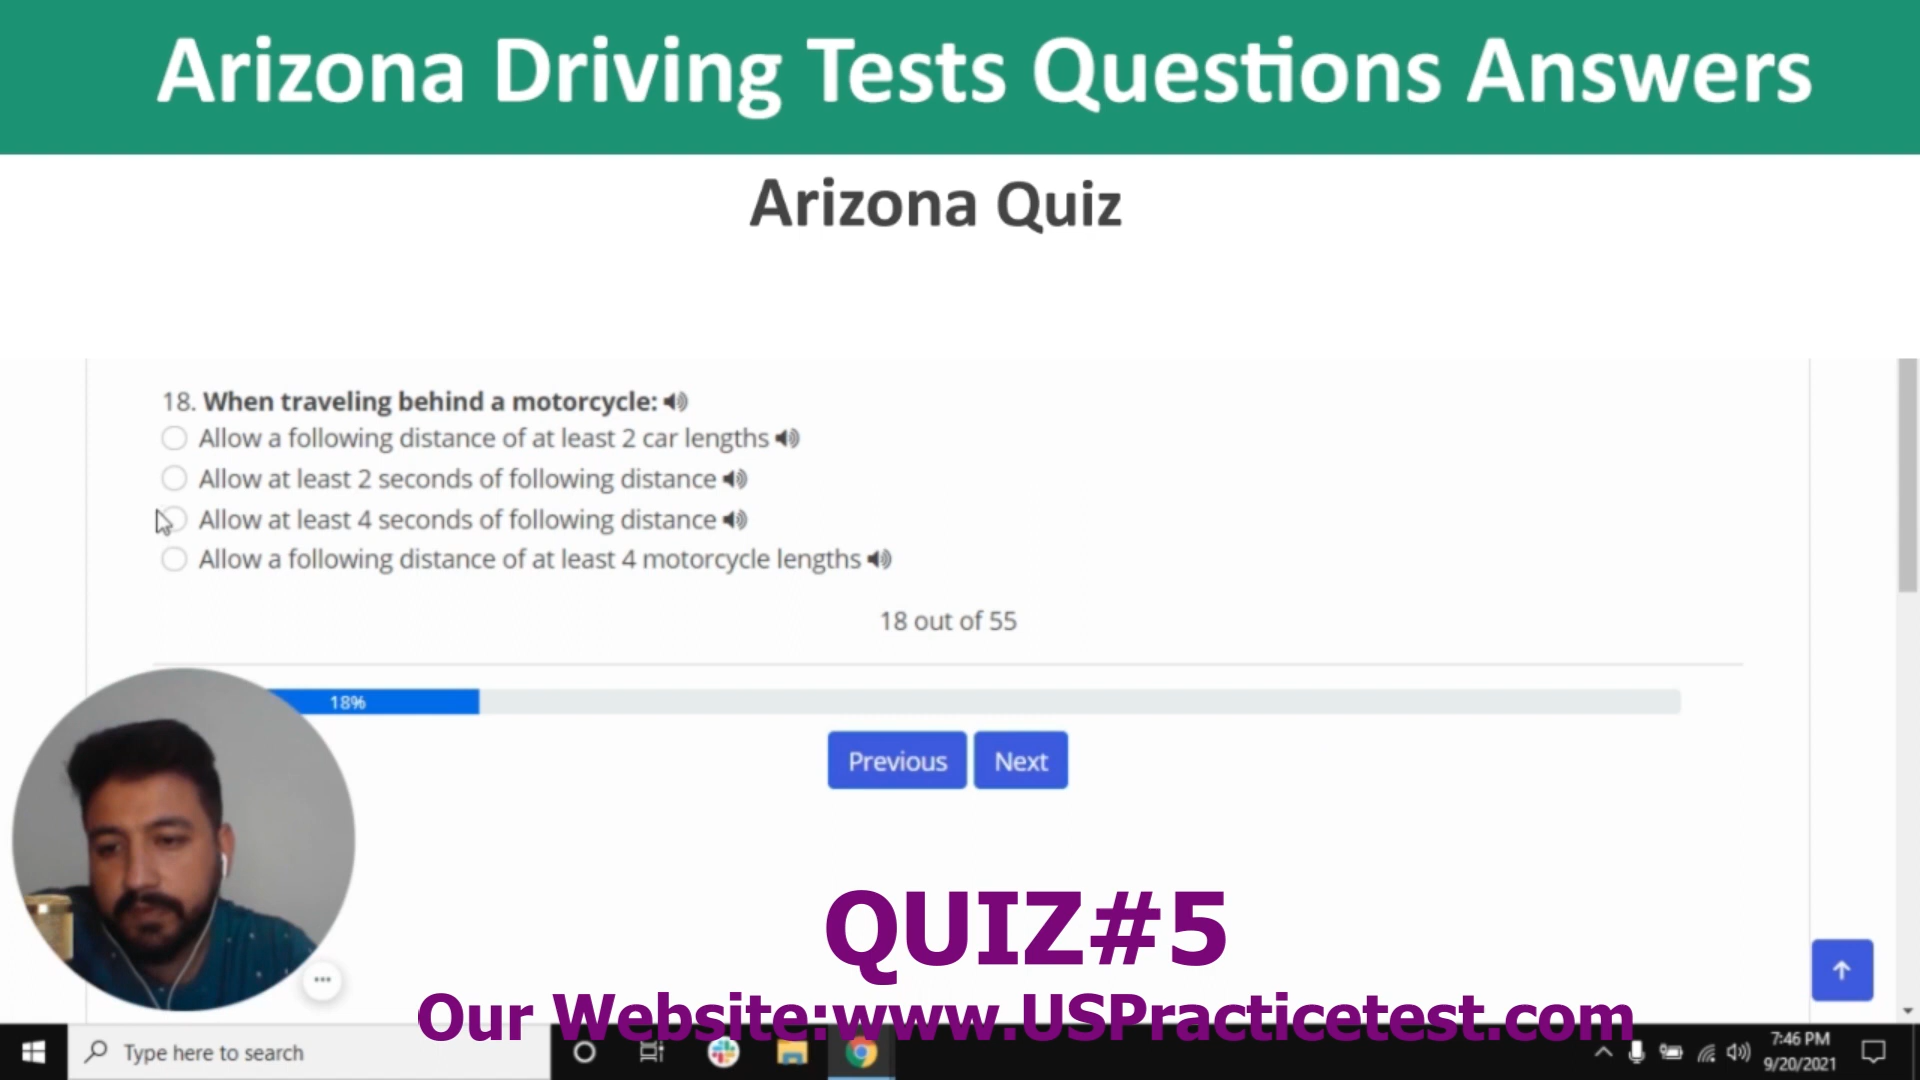 Arizona Driving Tests Questions Answers
Arizona Quiz
18. When traveling behind a motorcycle:
Allow a following distance of at least 2 car lengths
Allow at least 2 seconds of following distance
Allow at least 4 seconds of following distance
Allow a following distance of at least 4 motorcycle lengths
18 out of 55
18%
Previous Next
QUIZ#5
Our Website:www.USPracticetest.com
Type here to search
7:46 PM
9/20/2021